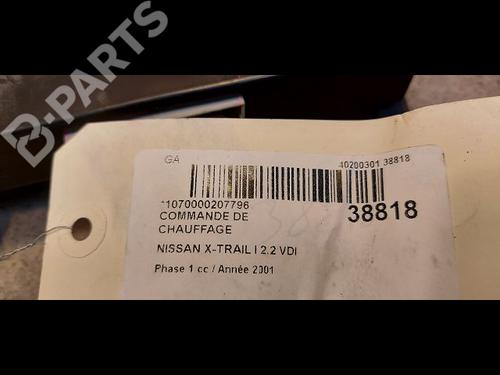 B-PARTS
GA
10200301 38818
*1070000207796
38818
COMMANDE DE
CHAUFFAGE
NISSAN X-TRAIL I 2.2 VDI
Phase 1 cc / Année 2001